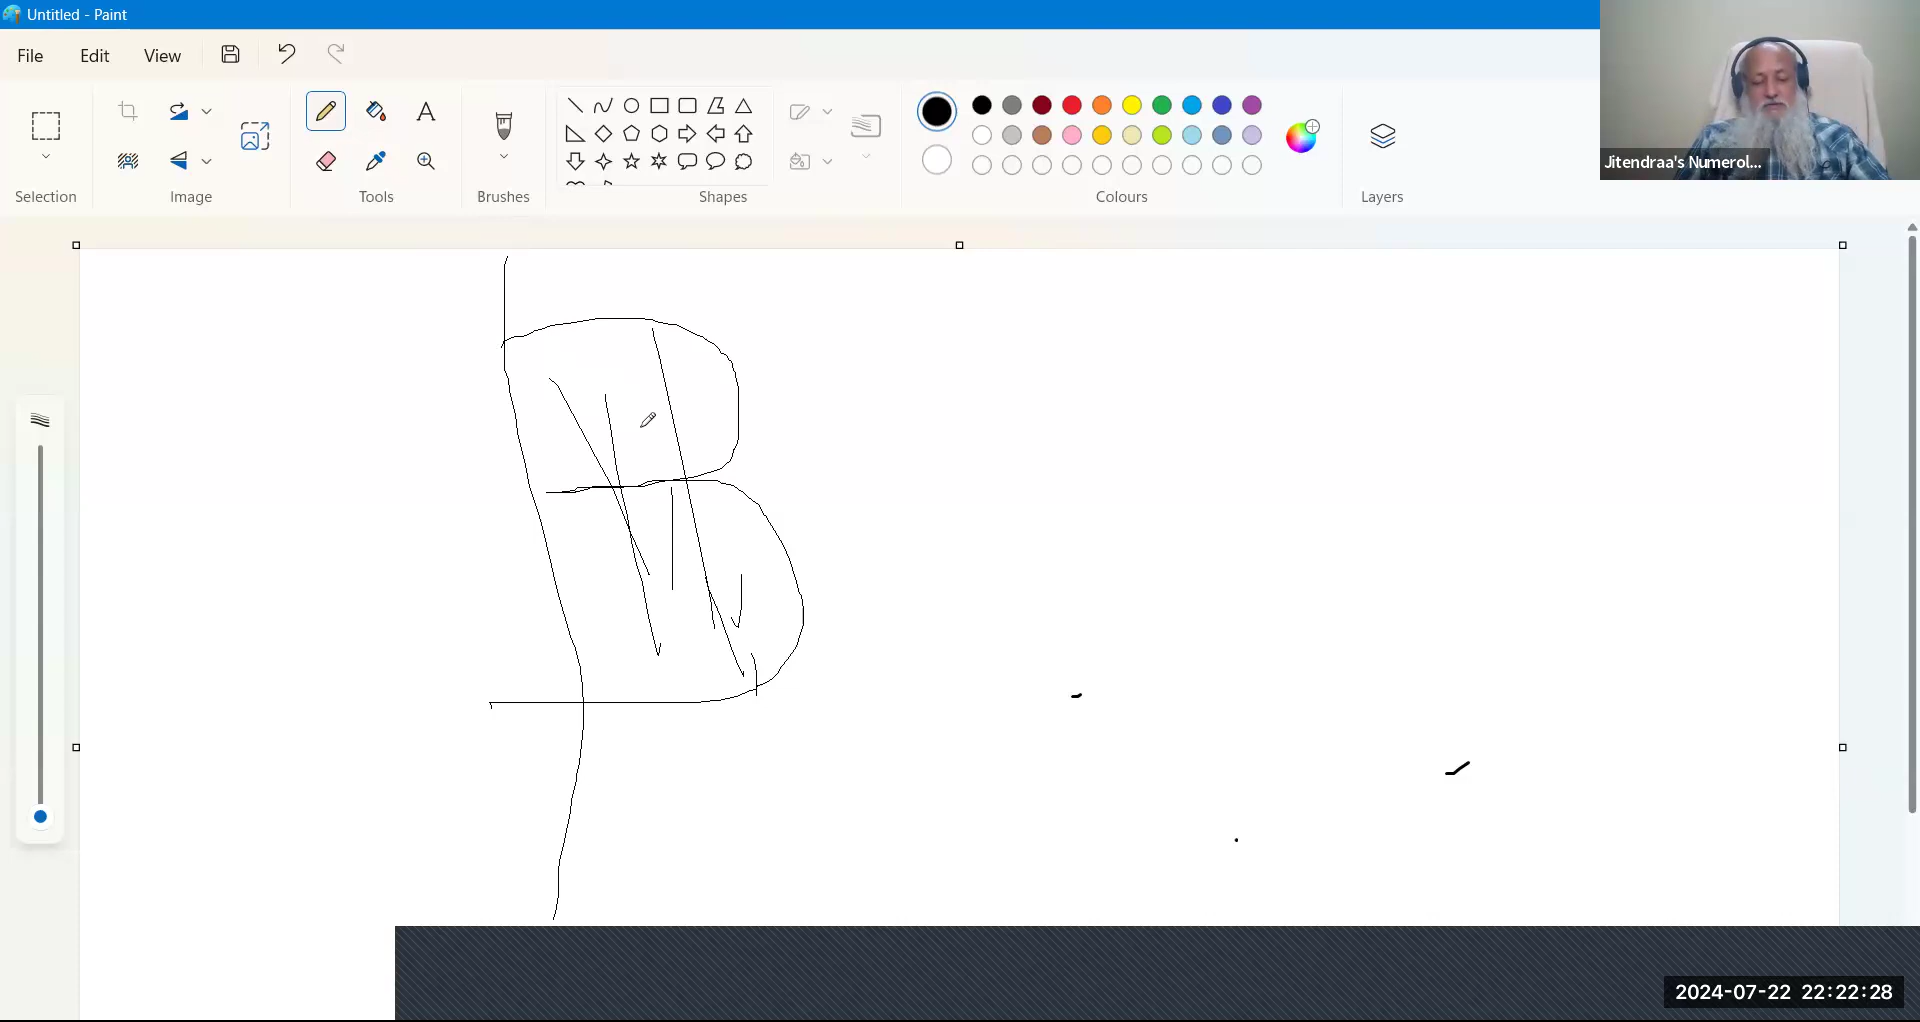 Untitled - Paint
File Edit View
Selection Image Tools Brushes Shapes Colours Layers
Jitendraa's Numerol...
B
2024-07-22 22:22:28